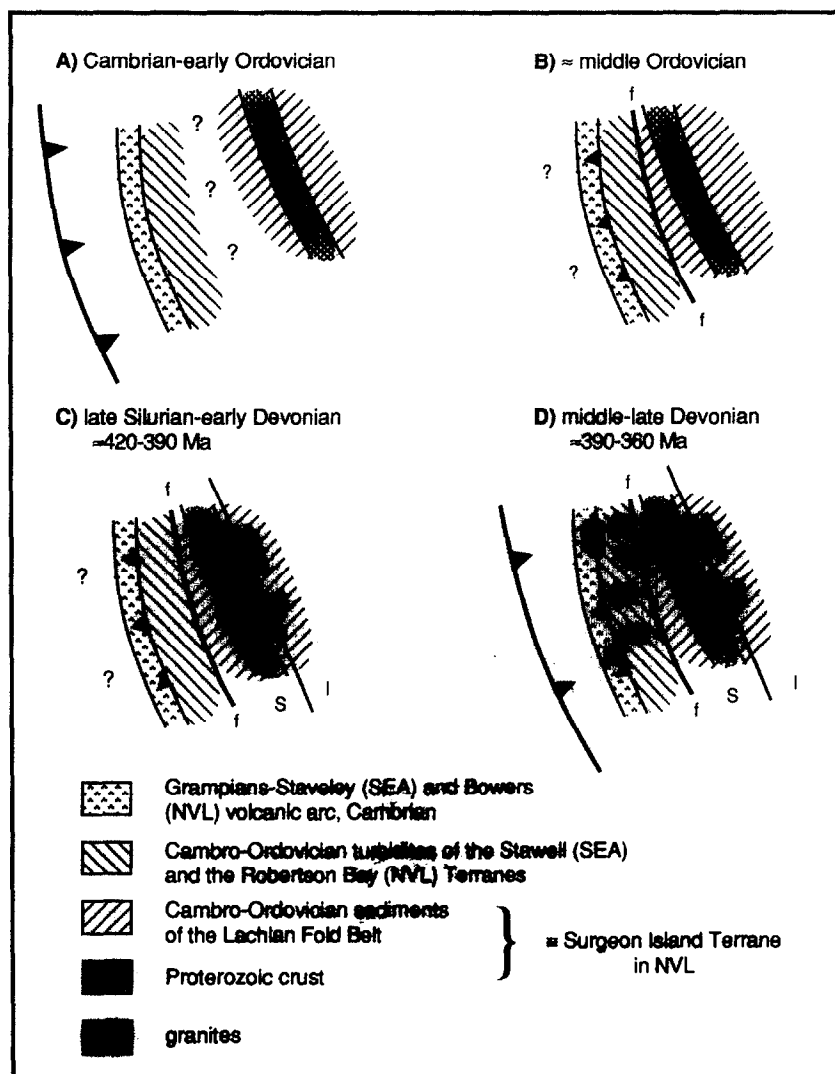 A) Cambrian-early Ordovician
?
?
?
B) ≈ middle Ordovician
f
?
?
f
C) late Silurian-early Devonian
≈420-390 Ma
f
?
?
f
S
I
D) middle-late Devonian
≈390-360 Ma
f
f
S
I
Grampians-Staveley (SEA) and Bowers
(NVL) volcanic arc, Cambrian
Cambro-Ordovician turbidites of the Stawell (SEA)
and the Robertson Bay (NVL) Terranes
Cambro-Ordovician sediments
of the Lachlan Fold Belt
Proterozoic crust
≈ Surgeon Island Terrane
in NVL
granites